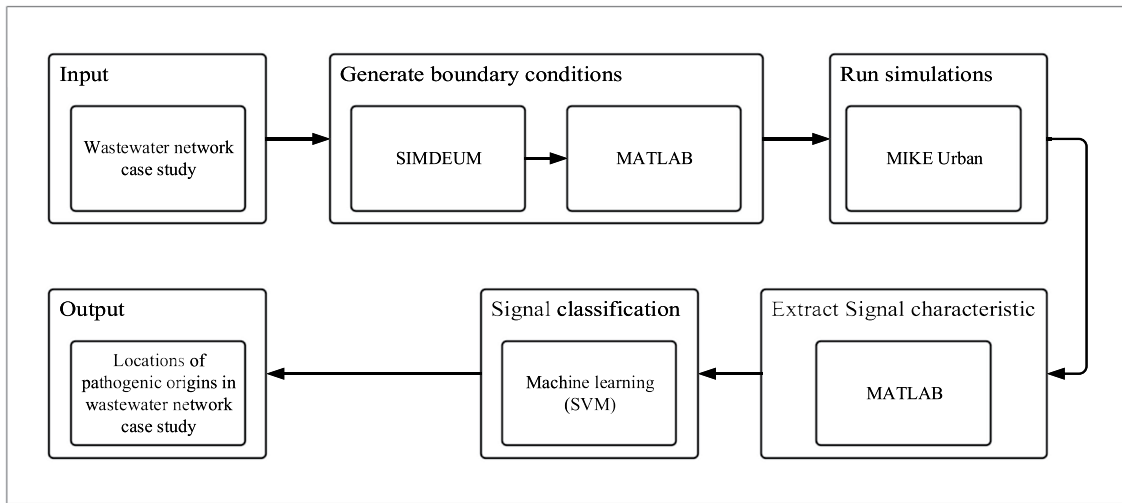 Input
Wastewater network
case study
Generate boundary conditions
SIMDEUM
MATLAB
Run simulations
MIKE Urban
Output
Locations of
pathogenic origins in
wastewater network
case study
Signal classification
Machine learning
(SVM)
Extract Signal characteristic
MATLAB